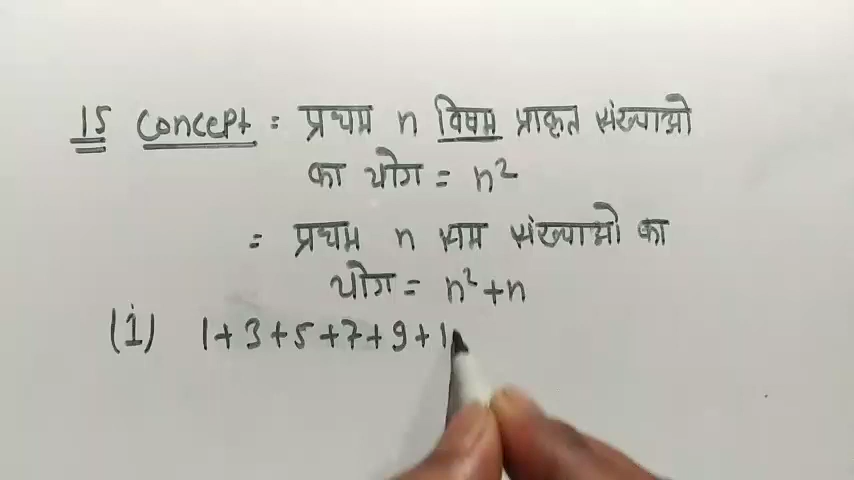 15 Concept = प्रथम n विषम प्राकृत संख्याओ
का योग = n²
= प्रथम n सम संख्याओ का
योग = n²+n
(i) 1+3+5+7+9+1